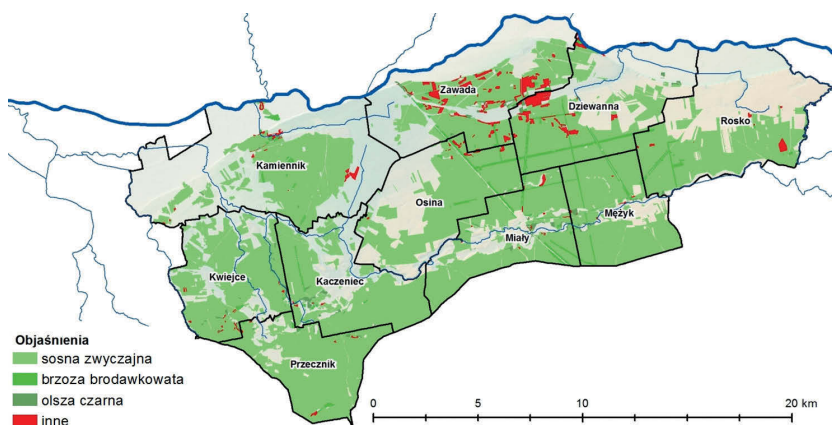 Zawada
Dziewanna
Rosko
Kamiennik
Osina
Mężyk
Miały
Kwiejce
Kaczeniec
Przecznik
Objaśnienia
sosna zwyczajna
brzoza brodawkowata
olsza czarna
inne
0 5 10 20 km